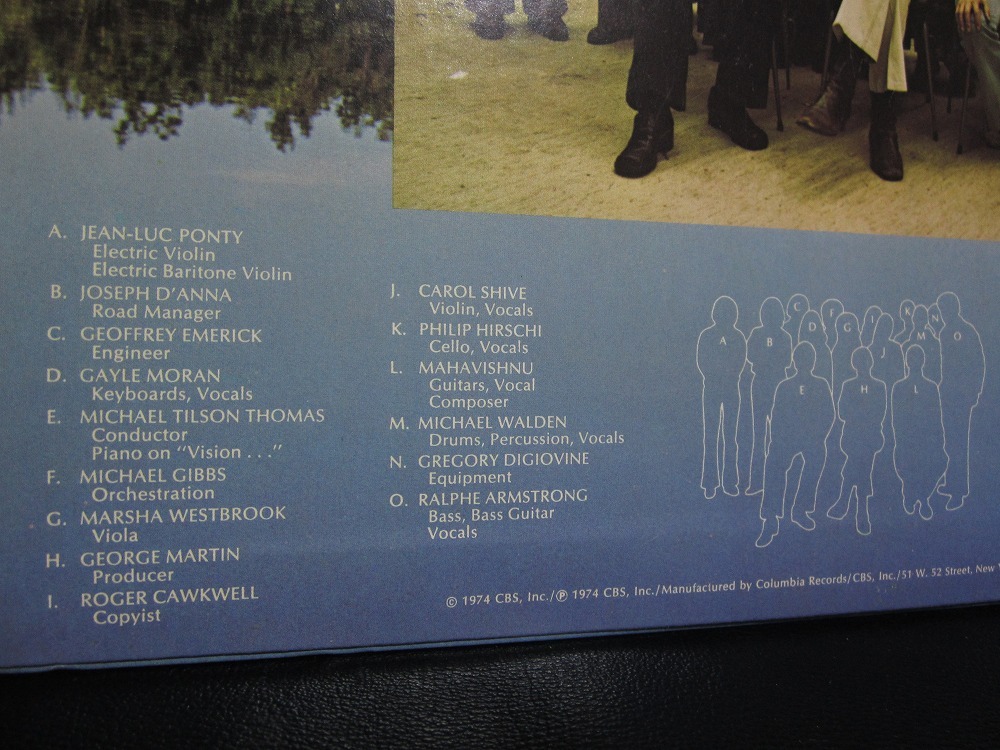 A. JEAN-LUC PONTY
Electric Violin
Electric Baritone Violin
B. JOSEPH D'ANNA
Road Manager
C. GEOFFREY EMERICK
Engineer
D. GAYLE MORAN
Keyboards, Vocals
E. MICHAEL TILSON THOMAS
Conductor
Piano on “Vision . . .”
F. MICHAEL GIBBS
Orchestration
G. MARSHA WESTBROOK
Viola
H. GEORGE MARTIN
Producer
I. ROGER CAWKWELL
Copyist
J. CAROL SHIVE
Violin, Vocals
K. PHILIP HIRSCHI
Cello, Vocals
L. MAHAVISHNU
Guitars, Vocal
Composer
M. MICHAEL WALDEN
Drums, Percussion, Vocals
N. GREGORY DIGIOVINE
Equipment
O. RALPHE ARMSTRONG
Bass, Bass Guitar
Vocals
A B C D E F G H I J K L M N O
© 1974 CBS, Inc./℗ 1974 CBS, Inc./Manufactured by Columbia Records/CBS, Inc./51 W. 52 Street, New